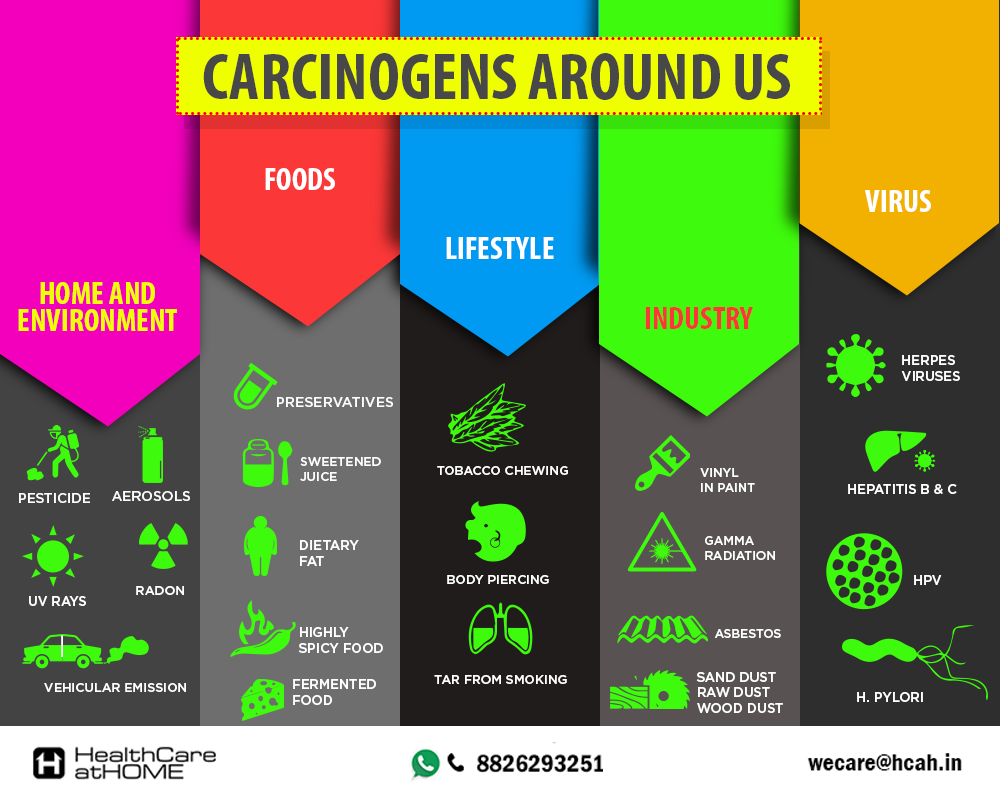 CARCINOGENS AROUND US
HOME AND
ENVIRONMENT
PESTICIDE
AEROSOLS
UV RAYS
RADON
VEHICULAR EMISSION
FOODS
PRESERVATIVES
SWEETENED
JUICE
DIETARY
FAT
HIGHLY
SPICY FOOD
FERMENTED
FOOD
LIFESTYLE
TOBACCO CHEWING
BODY PIERCING
TAR FROM SMOKING
INDUSTRY
VINYL
IN PAINT
GAMMA
RADIATION
ASBESTOS
SAND DUST
RAW DUST
WOOD DUST
VIRUS
HERPES
VIRUSES
HEPATITIS B & C
HPV
H. PYLORI
H
HealthCare
atHOME
8826293251
wecare@hcah.in